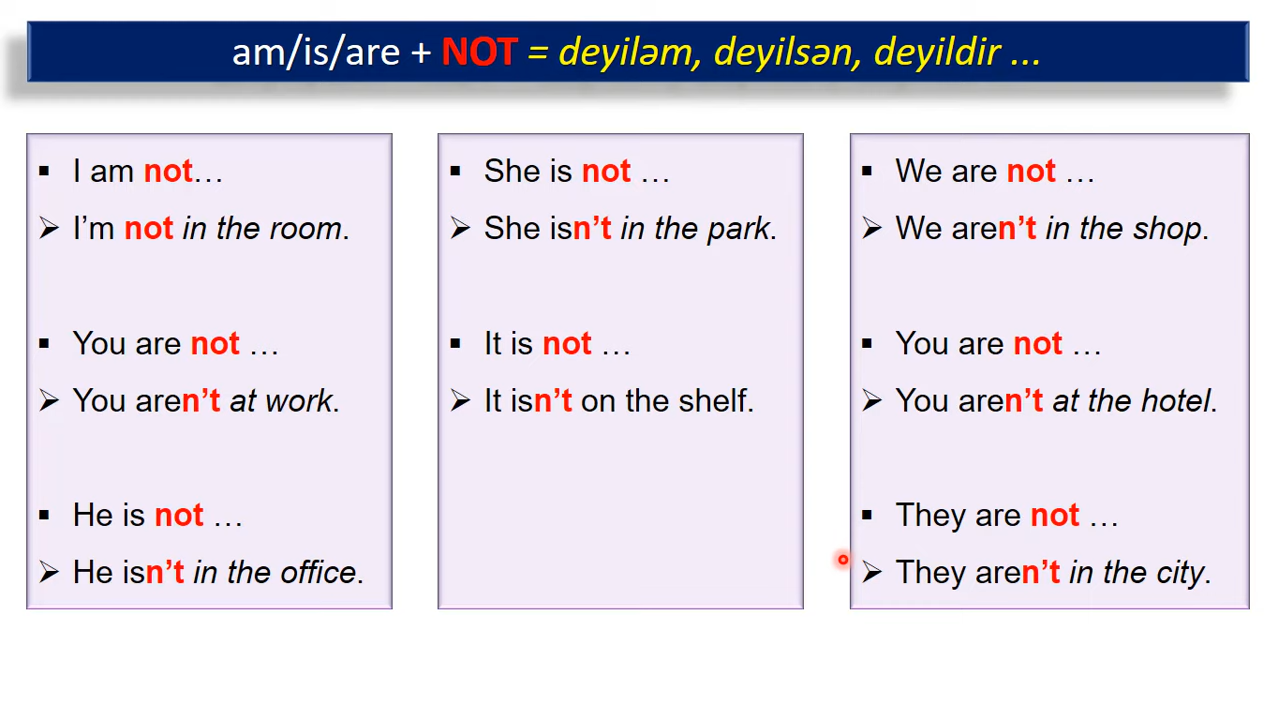 am/is/are + NOT = deyiləm, deyilsən, deyildir ...
▪ I am not…
➢ I’m not in the room.
▪ You are not …
➢ You aren’t at work.
▪ He is not …
➢ He isn’t in the office.
▪ She is not …
➢ She isn’t in the park.
▪ It is not …
➢ It isn’t on the shelf.
▪ We are not …
➢ We aren’t in the shop.
▪ You are not …
➢ You aren’t at the hotel.
▪ They are not …
➢ They aren’t in the city.